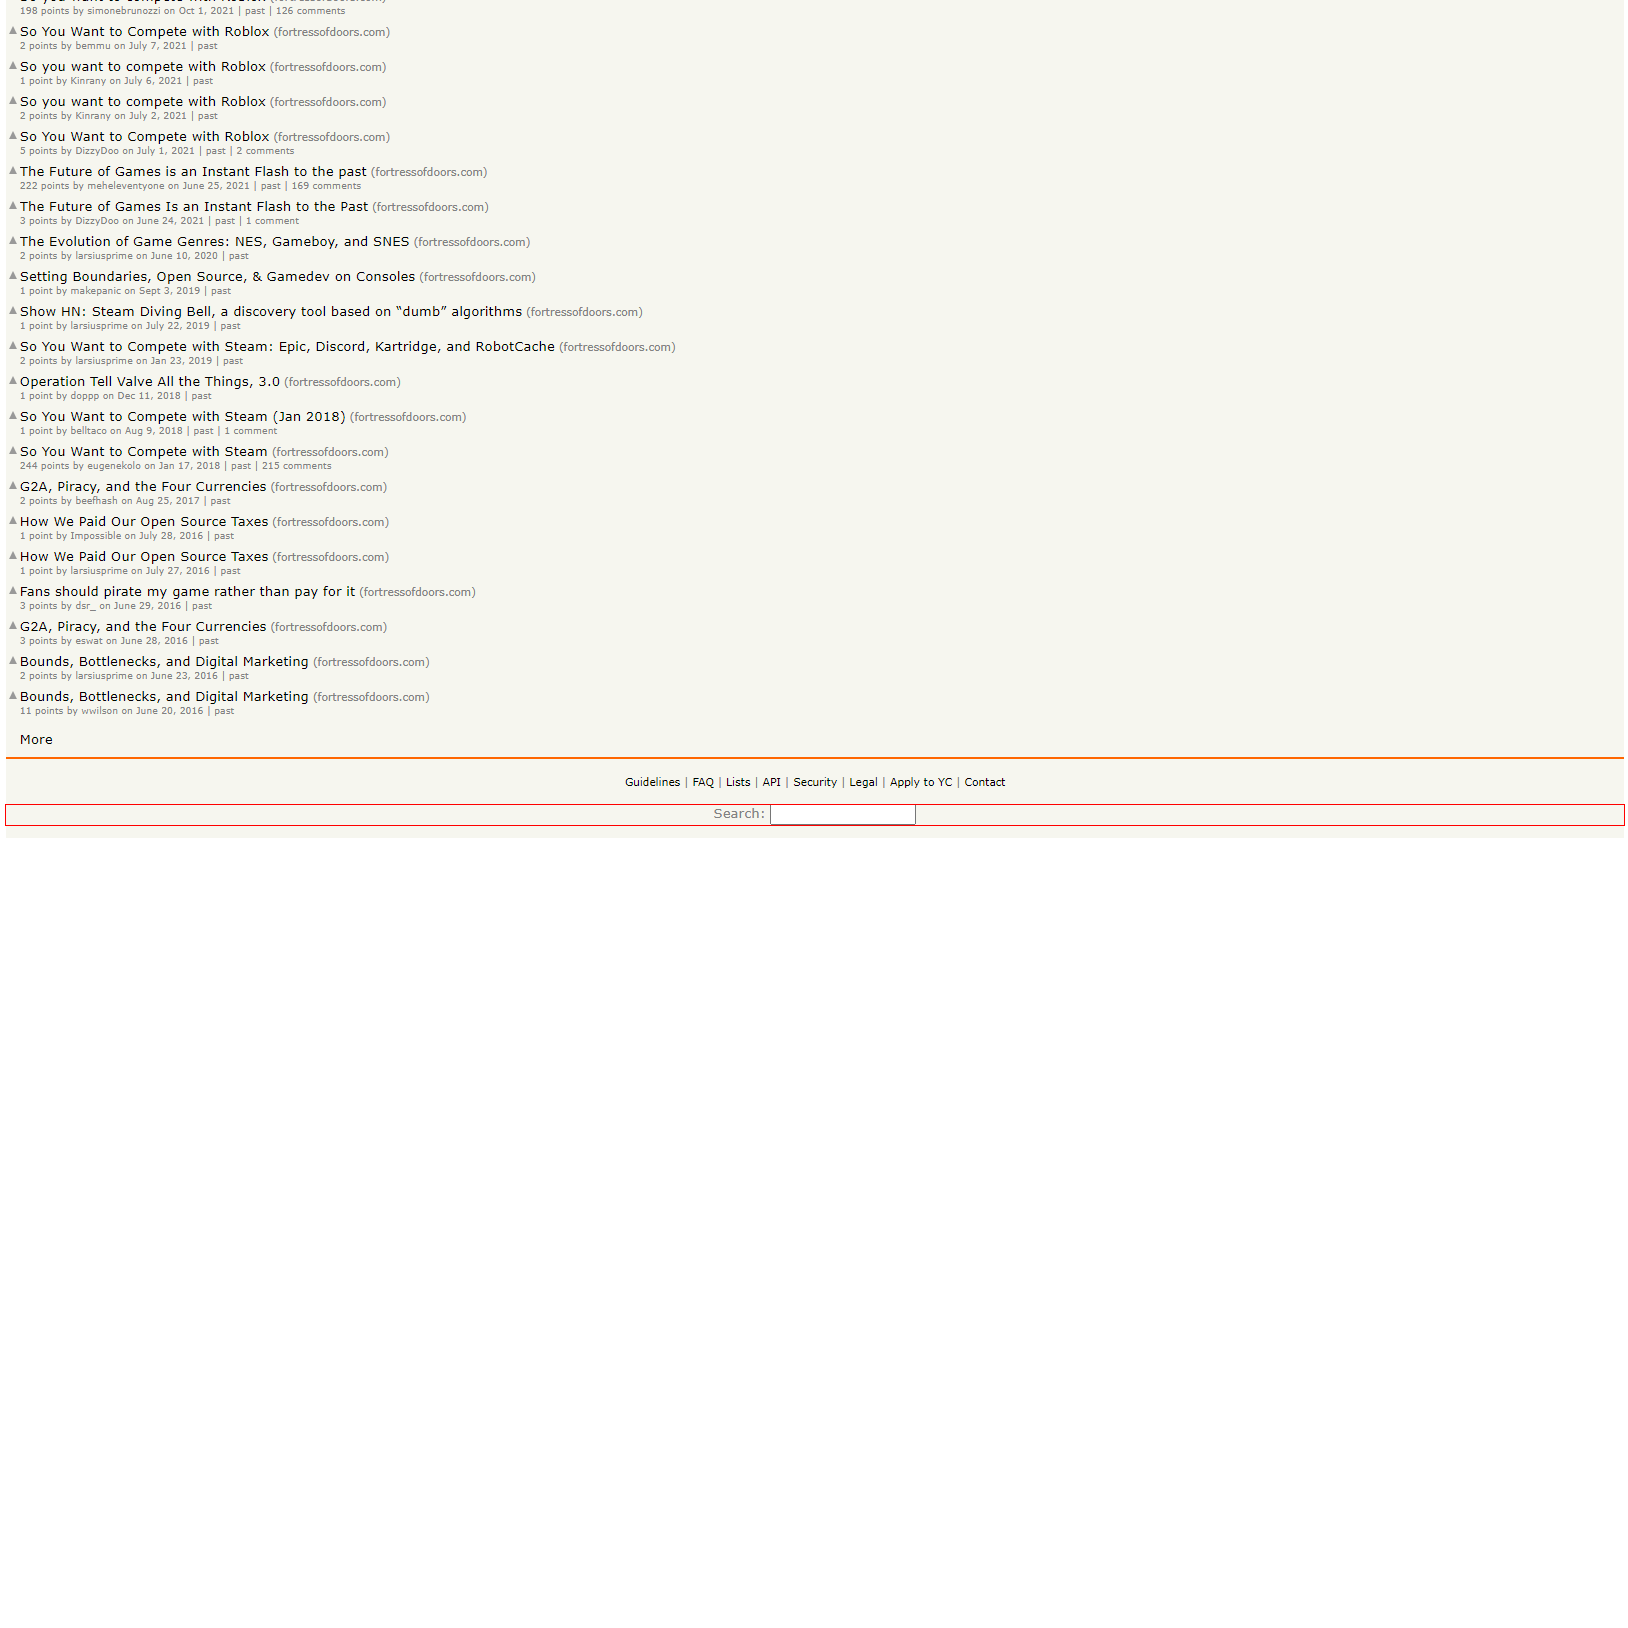 198 points by simonebrunozzi on Oct 1, 2021 | past | 126 comments
So You Want to Compete with Roblox (fortressofdoors.com)
2 points by bemmu on July 7, 2021 | past
So you want to compete with Roblox (fortressofdoors.com)
1 point by Kinrany on July 6, 2021 | past
So you want to compete with Roblox (fortressofdoors.com)
2 points by Kinrany on July 2, 2021 | past
So You Want to Compete with Roblox (fortressofdoors.com)
5 points by DizzyDoo on July 1, 2021 | past | 2 comments
The Future of Games is an Instant Flash to the past (fortressofdoors.com)
222 points by meheleventyone on June 25, 2021 | past | 169 comments
The Future of Games Is an Instant Flash to the Past (fortressofdoors.com)
3 points by DizzyDoo on June 24, 2021 | past | 1 comment
The Evolution of Game Genres: NES, Gameboy, and SNES (fortressofdoors.com)
2 points by larsiusprime on June 10, 2020 | past
Setting Boundaries, Open Source, & Gamedev on Consoles (fortressofdoors.com)
1 point by makepanic on Sept 3, 2019 | past
Show HN: Steam Diving Bell, a discovery tool based on “dumb” algorithms (fortressofdoors.com)
1 point by larsiusprime on July 22, 2019 | past
So You Want to Compete with Steam: Epic, Discord, Kartridge, and RobotCache (fortressofdoors.com)
2 points by larsiusprime on Jan 23, 2019 | past
Operation Tell Valve All the Things, 3.0 (fortressofdoors.com)
1 point by doppp on Dec 11, 2018 | past
So You Want to Compete with Steam (Jan 2018) (fortressofdoors.com)
1 point by belltaco on Aug 9, 2018 | past | 1 comment
So You Want to Compete with Steam (fortressofdoors.com)
244 points by eugenekolo on Jan 17, 2018 | past | 215 comments
G2A, Piracy, and the Four Currencies (fortressofdoors.com)
2 points by beefhash on Aug 25, 2017 | past
How We Paid Our Open Source Taxes (fortressofdoors.com)
1 point by Impossible on July 28, 2016 | past
How We Paid Our Open Source Taxes (fortressofdoors.com)
1 point by larsiusprime on July 27, 2016 | past
Fans should pirate my game rather than pay for it (fortressofdoors.com)
3 points by dsr_ on June 29, 2016 | past
G2A, Piracy, and the Four Currencies (fortressofdoors.com)
3 points by eswat on June 28, 2016 | past
Bounds, Bottlenecks, and Digital Marketing (fortressofdoors.com)
2 points by larsiusprime on June 23, 2016 | past
Bounds, Bottlenecks, and Digital Marketing (fortressofdoors.com)
11 points by wwilson on June 20, 2016 | past
More
Guidelines | FAQ | Lists | API | Security | Legal | Apply to YC | Contact
Search: